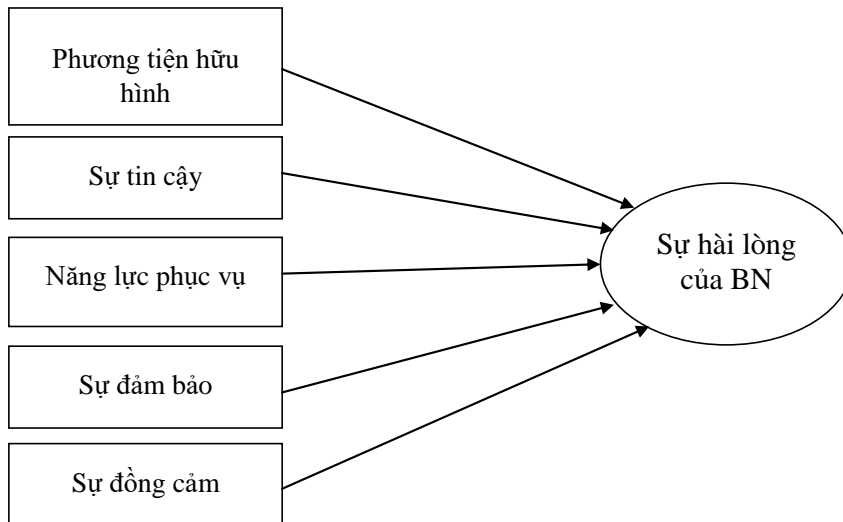 Phương tiện hữu
hình
Sự tin cậy
Năng lực phục vụ
Sự đảm bảo
Sự đồng cảm
Sự hài lòng
của BN